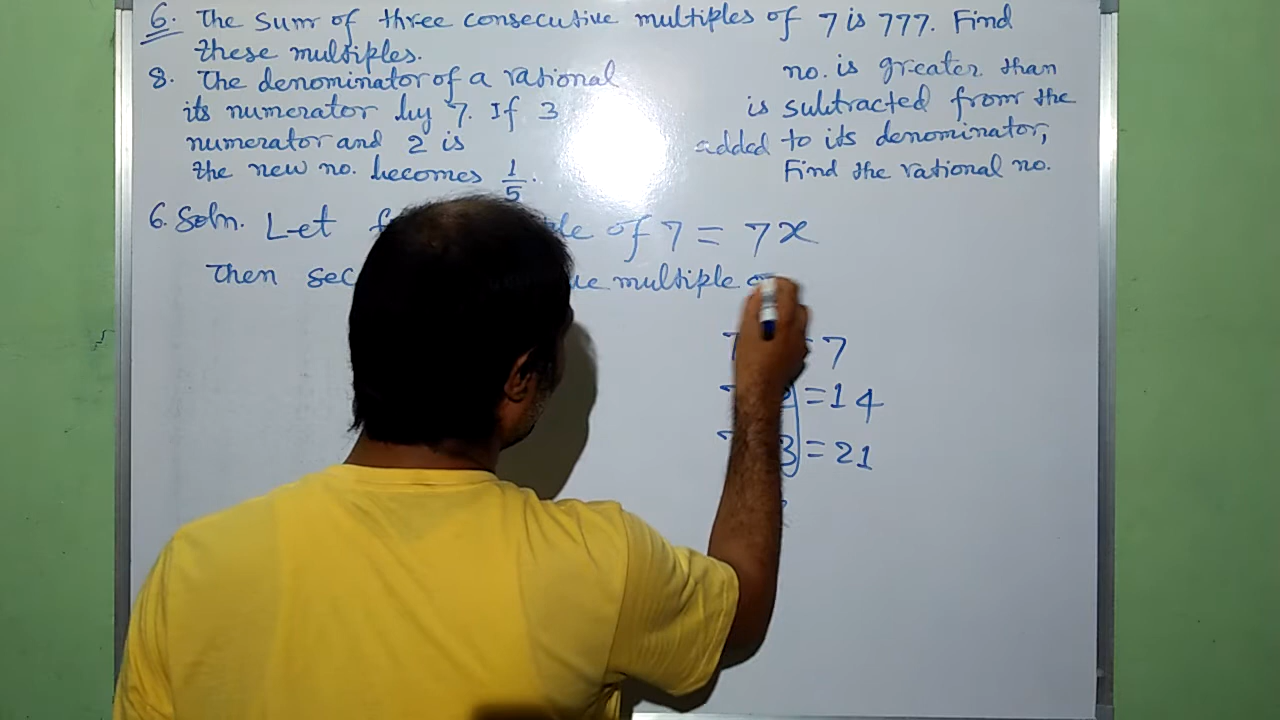 6. The sum of three consecutive multiples of 7 is 777. Find
these multiples.
8. The denominator of a rational no. is greater than
its numerator by 7. If 3 is subtracted from the
numerator and 2 is added to its denominator,
the new no. becomes 1/5. Find the rational no.
6. Soln. Let of 7 = 7x
Then multiple
= 7
= 14
3 = 21